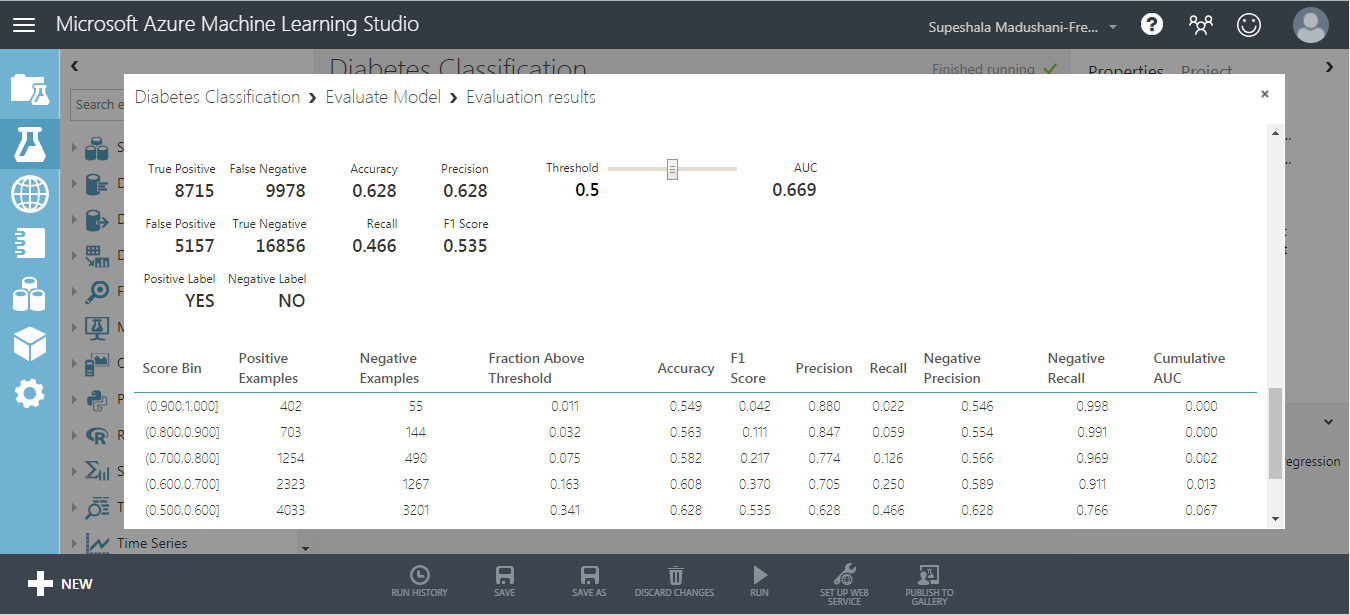 Microsoft Azure Machine Learning Studio
Supeshala Madushani-Fre...
Diabetes Classification
Finished running
Properties Project
Search e
Diabetes Classification > Evaluate Model > Evaluation results
True Positive False Negative Accuracy Precision Threshold AUC
8715 9978 0.628 0.628 0.5 0.669
False Positive True Negative Recall F1 Score
5157 16856 0.466 0.535
Positive Label Negative Label
YES NO
Score Bin Positive Examples Negative Examples Fraction Above Threshold Accuracy F1 Score Precision Recall Negative Precision Negative Recall Cumulative AUC
(0.900,1.000] 402 55 0.011 0.549 0.042 0.880 0.022 0.546 0.998 0.000
(0.800,0.900] 703 144 0.032 0.563 0.111 0.847 0.059 0.554 0.991 0.000
(0.700,0.800] 1254 490 0.075 0.582 0.217 0.774 0.126 0.566 0.969 0.002
(0.600,0.700] 2323 1267 0.163 0.608 0.370 0.705 0.250 0.589 0.911 0.013
(0.500,0.600] 4033 3201 0.341 0.628 0.535 0.628 0.466 0.628 0.766 0.067
egression
Time Series
NEW
RUN HISTORY SAVE SAVE AS DISCARD CHANGES RUN SET UP WEB SERVICE PUBLISH TO GALLERY